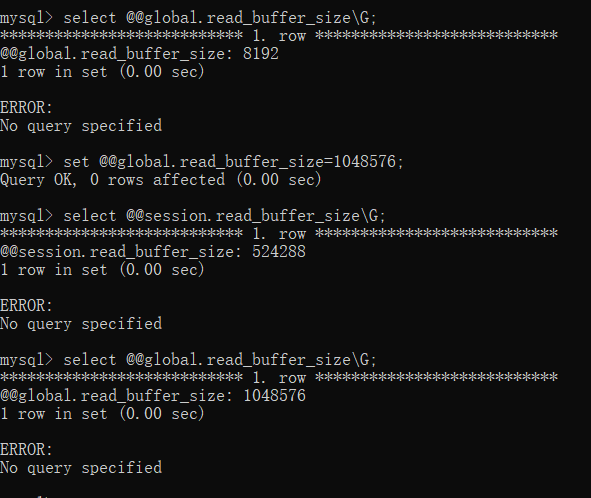 mysql> select @@global.read_buffer_size\G;
*************************** 1. row ***************************
@@global.read_buffer_size: 8192
1 row in set (0.00 sec)
ERROR:
No query specified
mysql> set @@global.read_buffer_size=1048576;
Query OK, 0 rows affected (0.00 sec)
mysql> select @@session.read_buffer_size\G;
*************************** 1. row ***************************
@@session.read_buffer_size: 524288
1 row in set (0.00 sec)
ERROR:
No query specified
mysql> select @@global.read_buffer_size\G;
*************************** 1. row ***************************
@@global.read_buffer_size: 1048576
1 row in set (0.00 sec)
ERROR:
No query specified